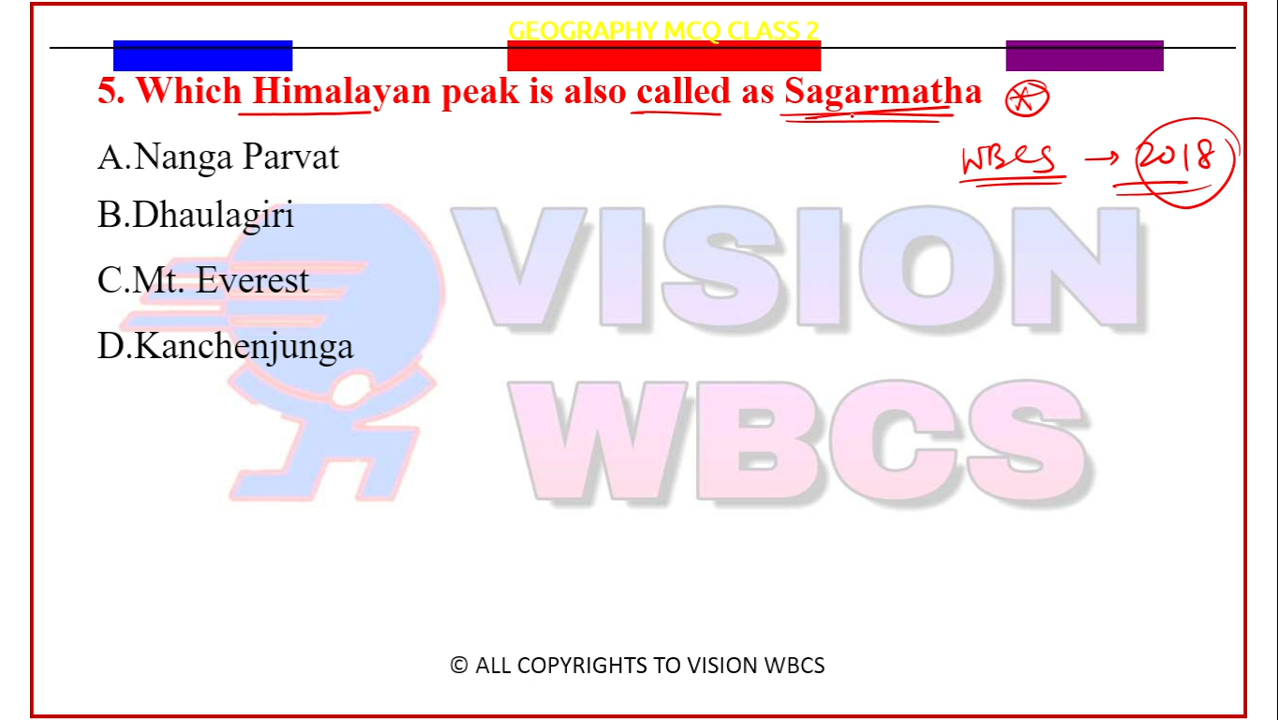 GEOGRAPHY MCQ CLASS 2
5. Which Himalayan peak is also called as Sagarmatha
WBCS → 2018
A.Nanga Parvat
B.Dhaulagiri
C.Mt. Everest
D.Kanchenjunga
VISION
WBCS
© ALL COPYRIGHTS TO VISION WBCS